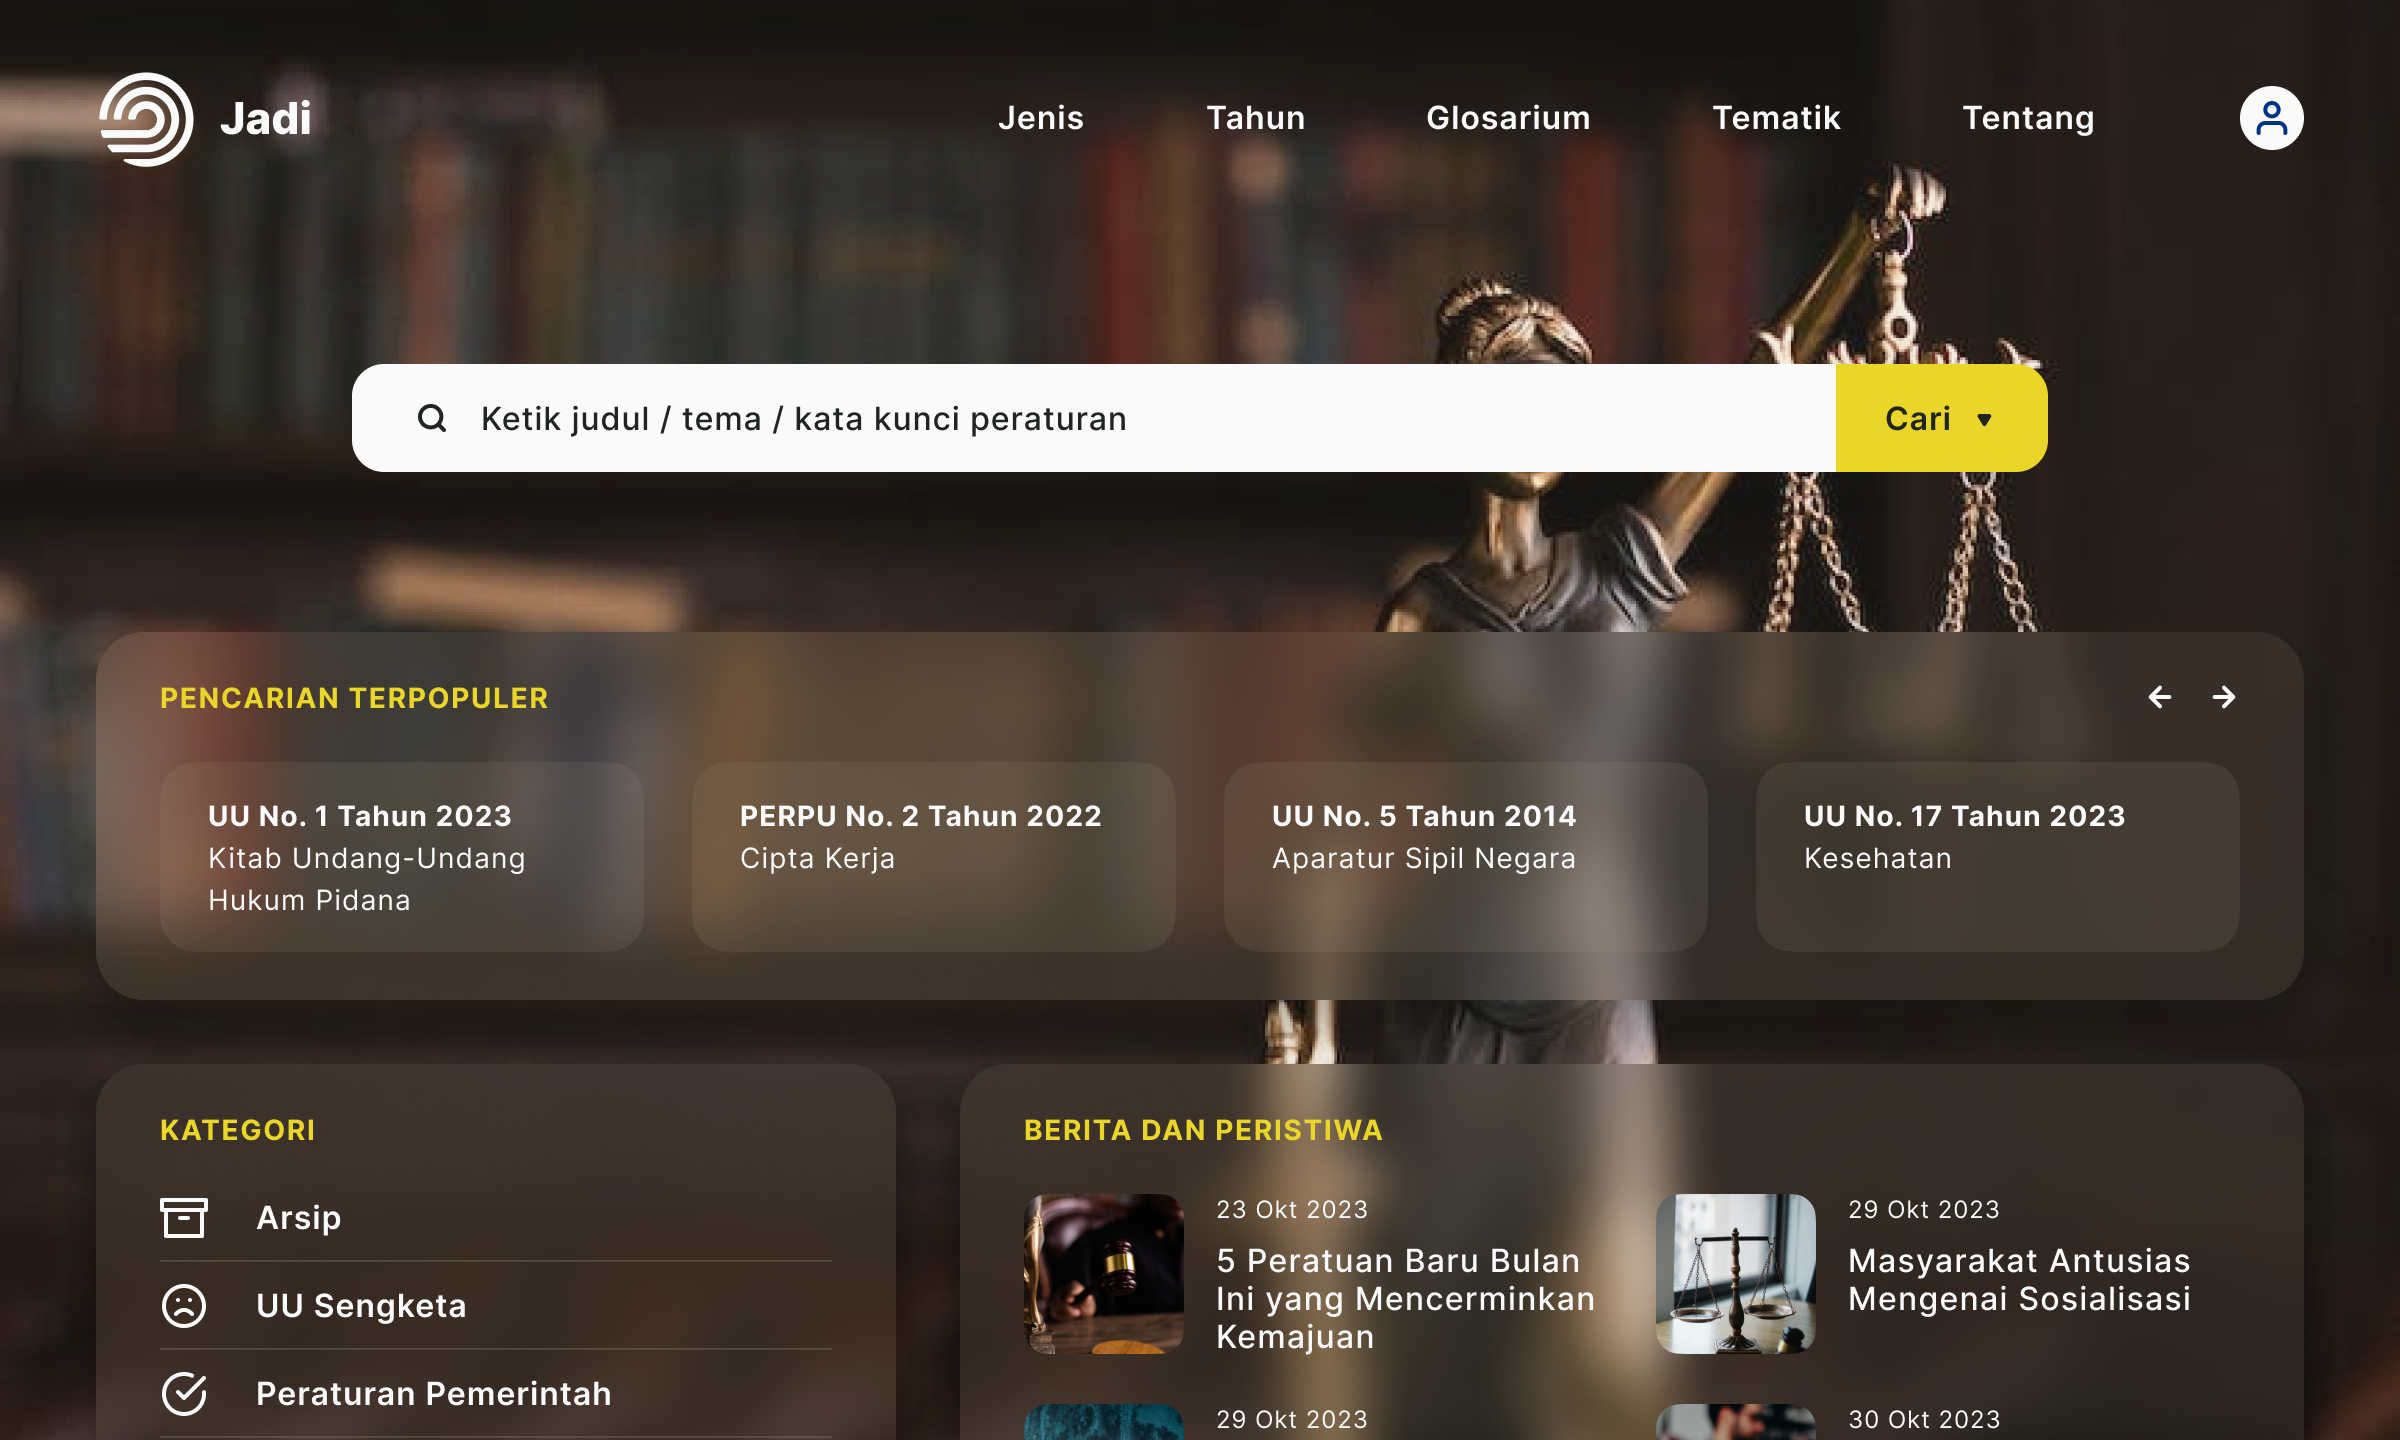 Jadi
Jenis
Tahun
Glosarium
Tematik
Tentang
Ketik judul / tema / kata kunci peraturan
Cari
PENCARIAN TERPOPULER
UU No. 1 Tahun 2023
Kitab Undang-Undang
Hukum Pidana
PERPU No. 2 Tahun 2022
Cipta Kerja
UU No. 5 Tahun 2014
Aparatur Sipil Negara
UU No. 17 Tahun 2023
Kesehatan
KATEGORI
Arsip
UU Sengketa
Peraturan Pemerintah
BERITA DAN PERISTIWA
23 Okt 2023
5 Peratuan Baru Bulan
Ini yang Mencerminkan
Kemajuan
29 Okt 2023
Masyarakat Antusias
Mengenai Sosialisasi
29 Okt 2023
30 Okt 2023